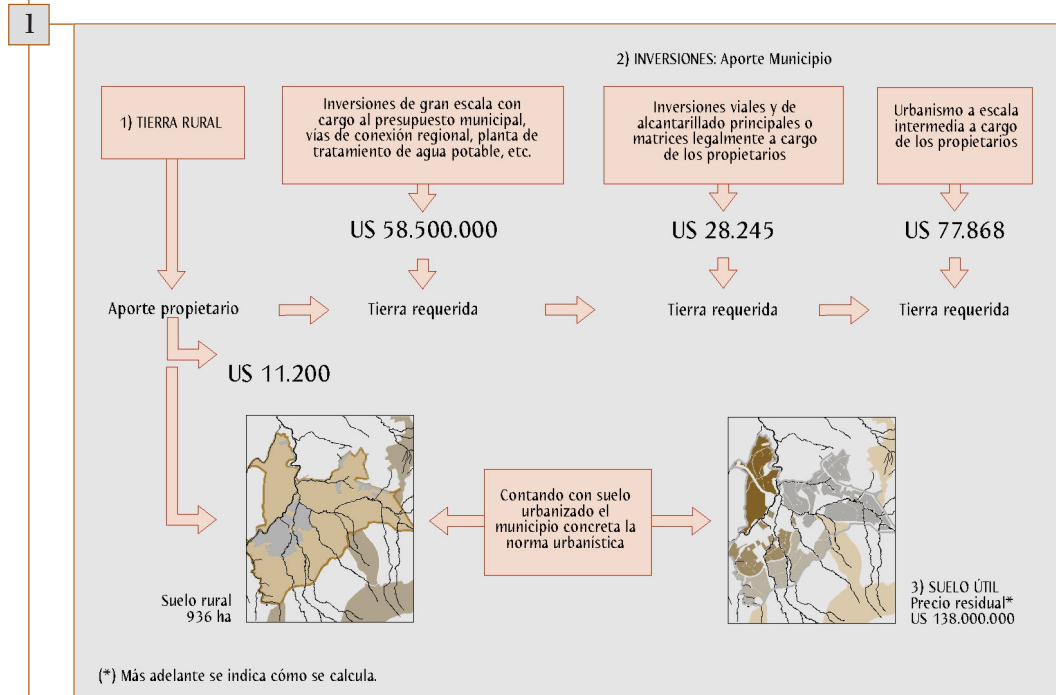 1
2) INVERSIONES: Aporte Municipio
1) TIERRA RURAL
Inversiones de gran escala con
cargo al presupuesto municipal,
vías de conexión regional, planta de
tratamiento de agua potable, etc.
Inversiones viales y de
alcantarillado principales o
matrices legalmente a cargo
de los propietarios
Urbanismo a escala
intermedia a cargo
de los propietarios
US 58.500.000
US 28.245
US 77.868
Aporte propietario
Tierra requerida
Tierra requerida
Tierra requerida
US 11.200
Contando con suelo
urbanizado el
municipio concreta la
norma urbanística
Suelo rural
936 ha
3) SUELO ÚTIL
Precio residual*
US 138.000.000
(*) Más adelante se indica cómo se calcula.